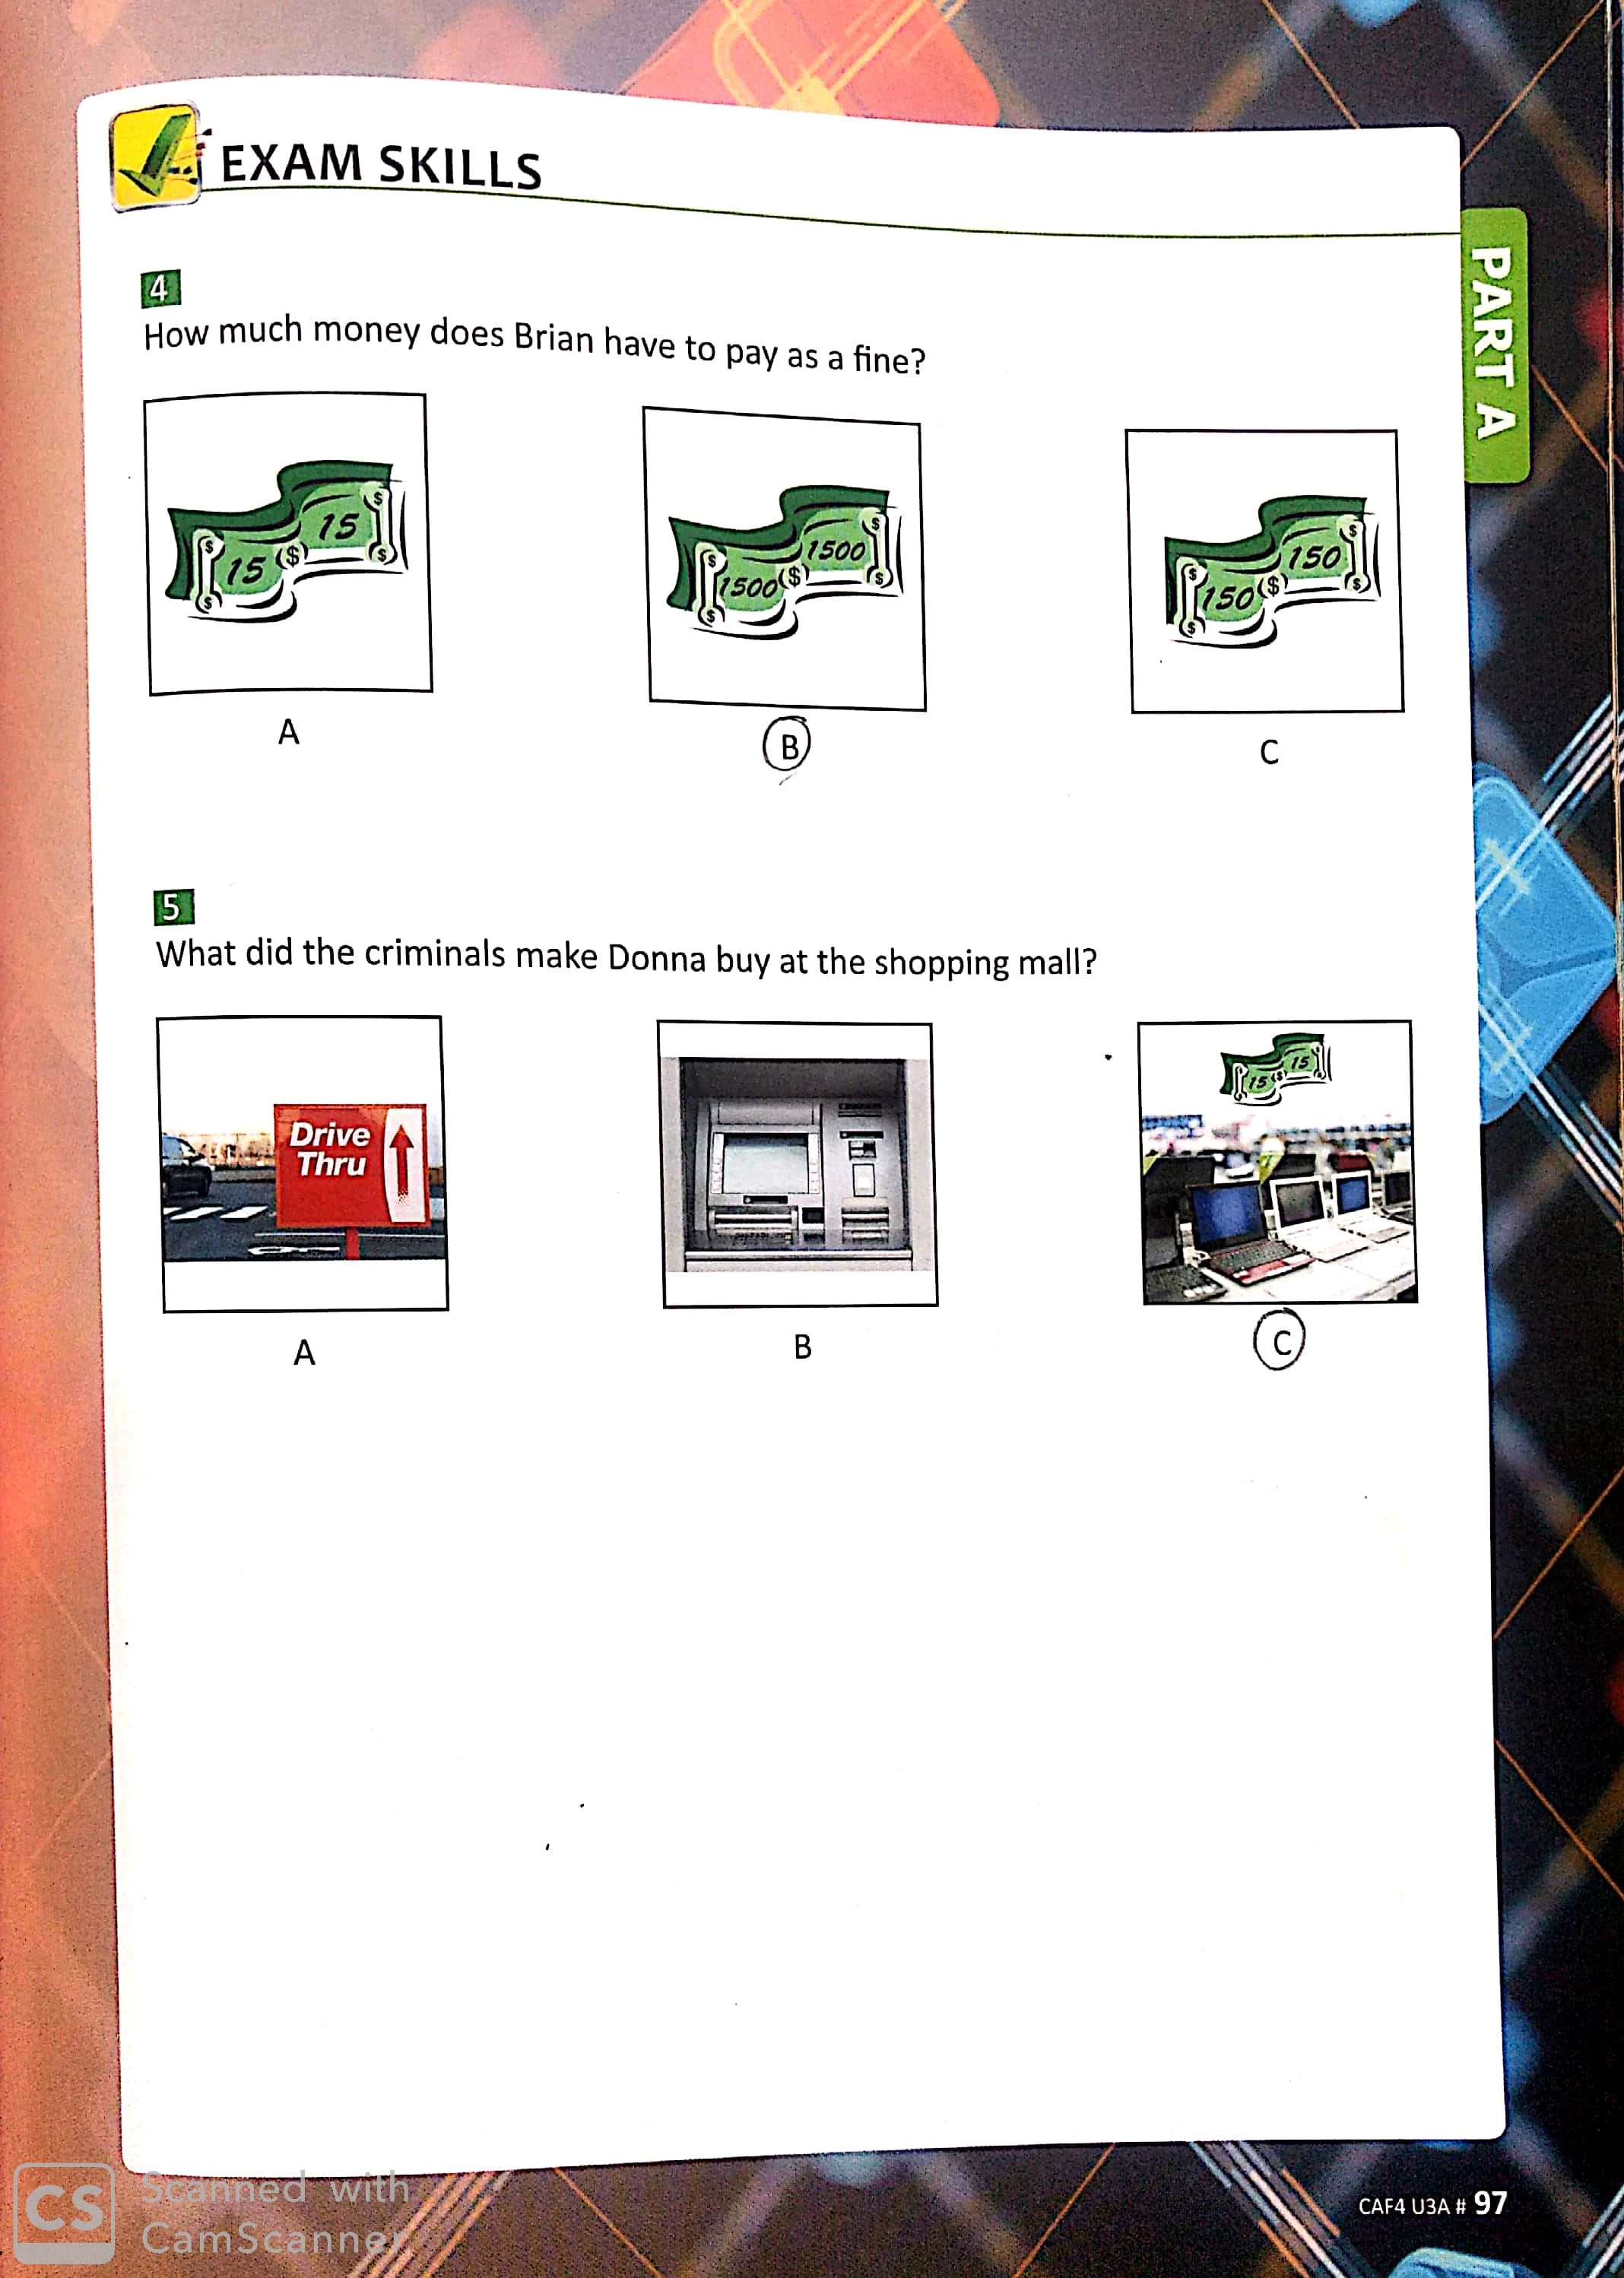 EXAM SKILLS
PART A
4
How much money does Brian have to pay as a fine?
15 $ 15
1500 $ 1500
150 $ 150
A
B
C
5
What did the criminals make Donna buy at the shopping mall?
Drive
Thru
15 $ 15
A
B
C
CS
Scanned with
CamScanner
CAF4 U3A # 97